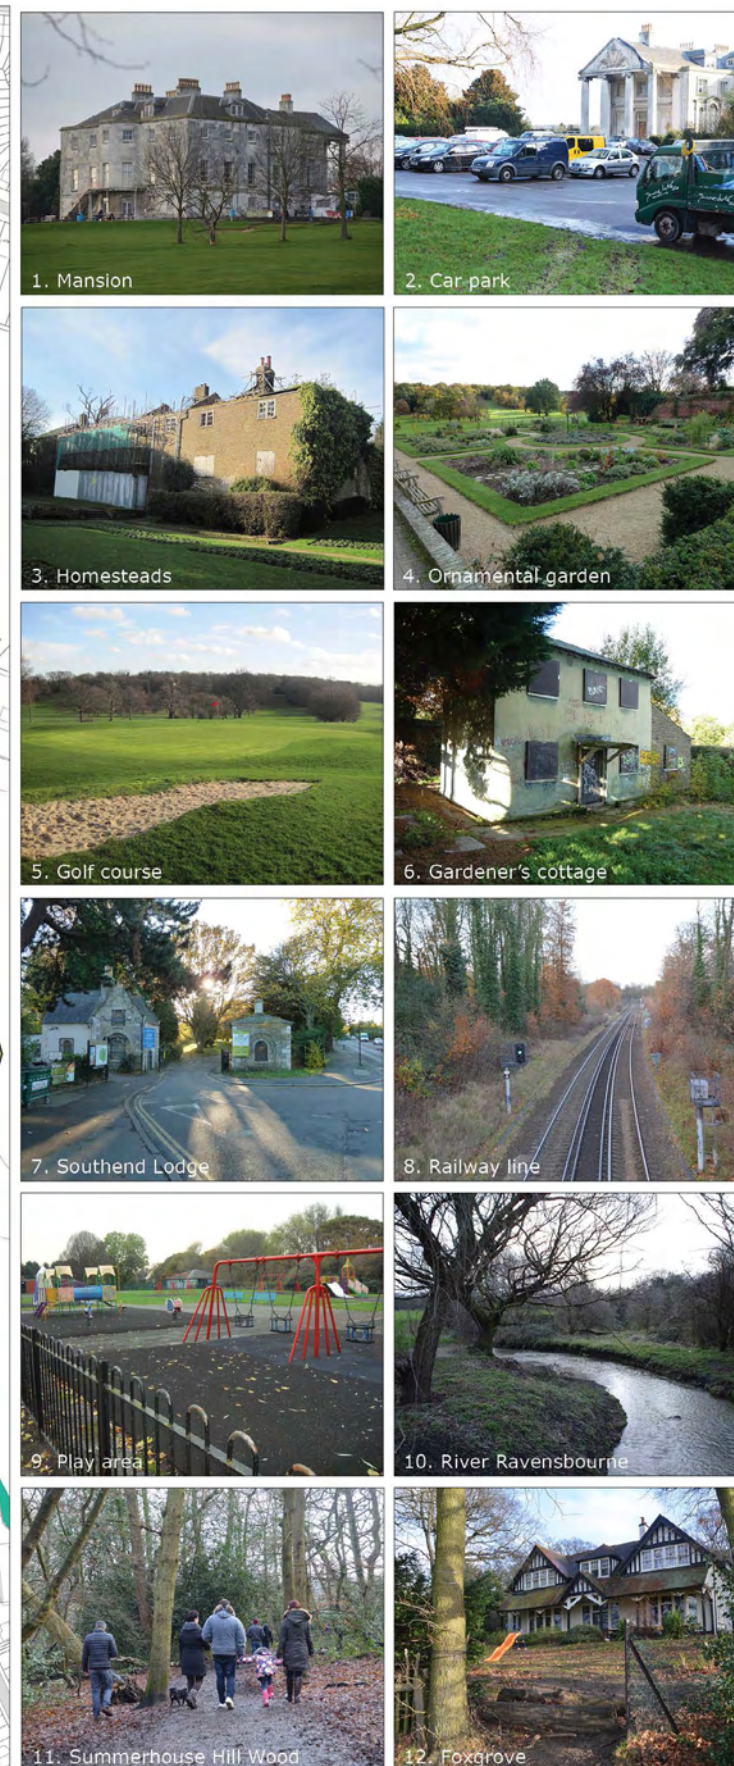 1. Mansion
2. Car park
3. Homesteads
4. Ornamental garden
5. Golf course
6. Gardener's cottage
7. Southend Lodge
8. Railway line
9. Play area
10. River Ravensbourne
11. Summerhouse Hill Wood
12. Foxgrove